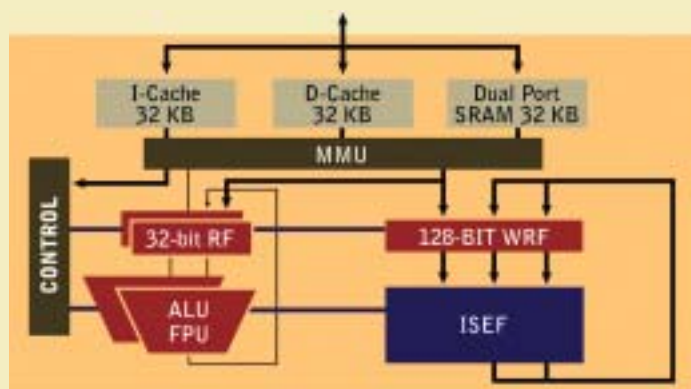 I-Cache
32 KB
D-Cache
32 KB
Dual Port
SRAM 32 KB
MMU
CONTROL
32-bit RF
128-BIT WRF
ALU
FPU
ISEF